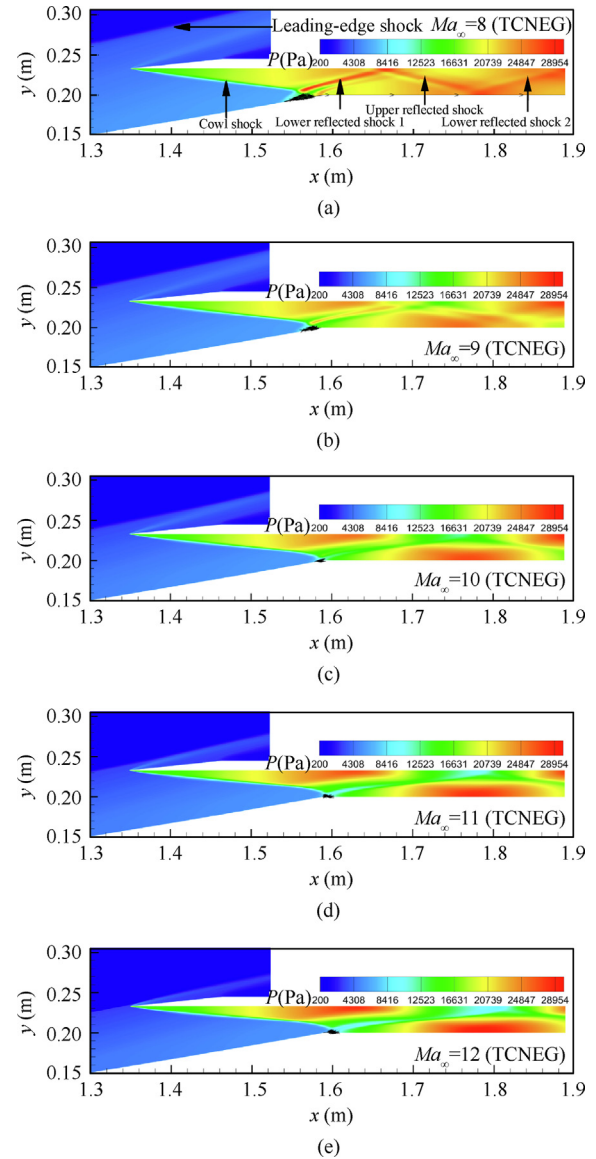 0.30
0.25
0.20
0.15
y (m)
Leading-edge shock
Ma∞=8 (TCNEG)
P(Pa)
200 4308 8416 12523 16631 20739 24847 28954
Cowl shock
Lower reflected shock 1
Upper reflected shock
Lower reflected shock 2
1.3 1.4 1.5 1.6 1.7 1.8 1.9
x (m)
(a)
0.30
0.25
0.20
0.15
y (m)
P(Pa)
200 4308 8416 12523 16631 20739 24847 28954
Ma∞=9 (TCNEG)
1.3 1.4 1.5 1.6 1.7 1.8 1.9
x (m)
(b)
0.30
0.25
0.20
0.15
y (m)
P(Pa)
200 4308 8416 12523 16631 20739 24847 28954
Ma∞=10 (TCNEG)
1.3 1.4 1.5 1.6 1.7 1.8 1.9
x (m)
(c)
0.30
0.25
0.20
0.15
y (m)
P(Pa)
200 4308 8416 12523 16631 20739 24847 28954
Ma∞=11 (TCNEG)
1.3 1.4 1.5 1.6 1.7 1.8 1.9
x (m)
(d)
0.30
0.25
0.20
0.15
y (m)
P(Pa)
200 4308 8416 12523 16631 20739 24847 28954
Ma∞=12 (TCNEG)
1.3 1.4 1.5 1.6 1.7 1.8 1.9
x (m)
(e)